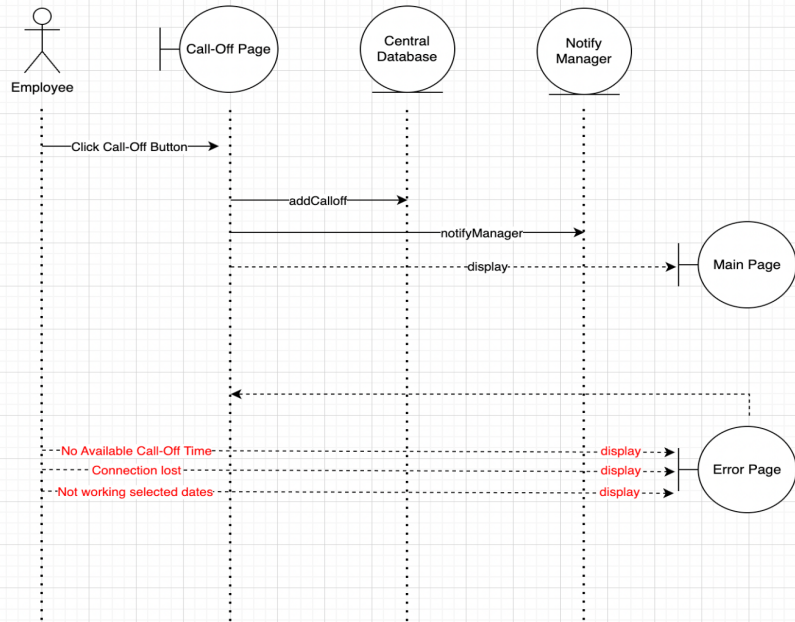 Employee
Call-Off Page
Central
Database
Notify
Manager
Click Call-Off Button
addCalloff
notifyManager
display
Main Page
No Available Call-Off Time
display
Connection lost
display
Error Page
Not working selected dates
display